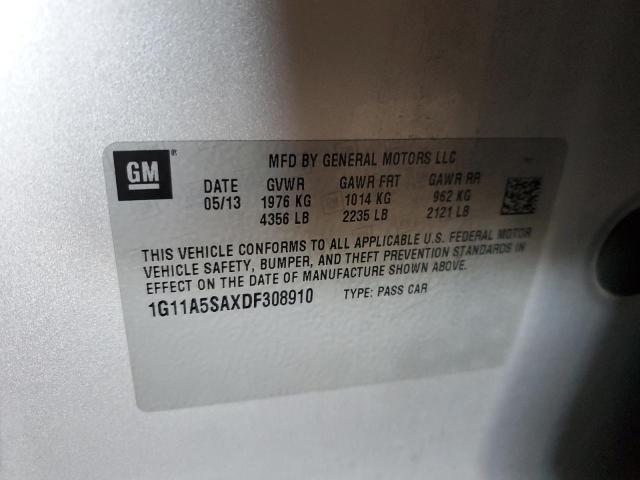 GM®
MFD BY GENERAL MOTORS LLC
DATE GVWR GAWR FRT GAWR RR
05/13 1976 KG 1014 KG 962 KG
4356 LB 2235 LB 2121 LB
THIS VEHICLE CONFORMS TO ALL APPLICABLE U.S. FEDERAL MOTOR
VEHICLE SAFETY, BUMPER, AND THEFT PREVENTION STANDARDS IN
EFFECT ON THE DATE OF MANUFACTURE SHOWN ABOVE.
1G11A5SAXDF308910 TYPE: PASS CAR